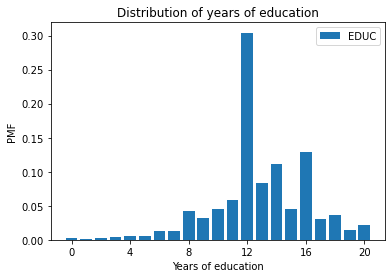 Distribution of years of education
EDUC
0.30
0.25
0.20
0.15
0.10
0.05
0.00
PMF
0 4 8 12 16 20
Years of education